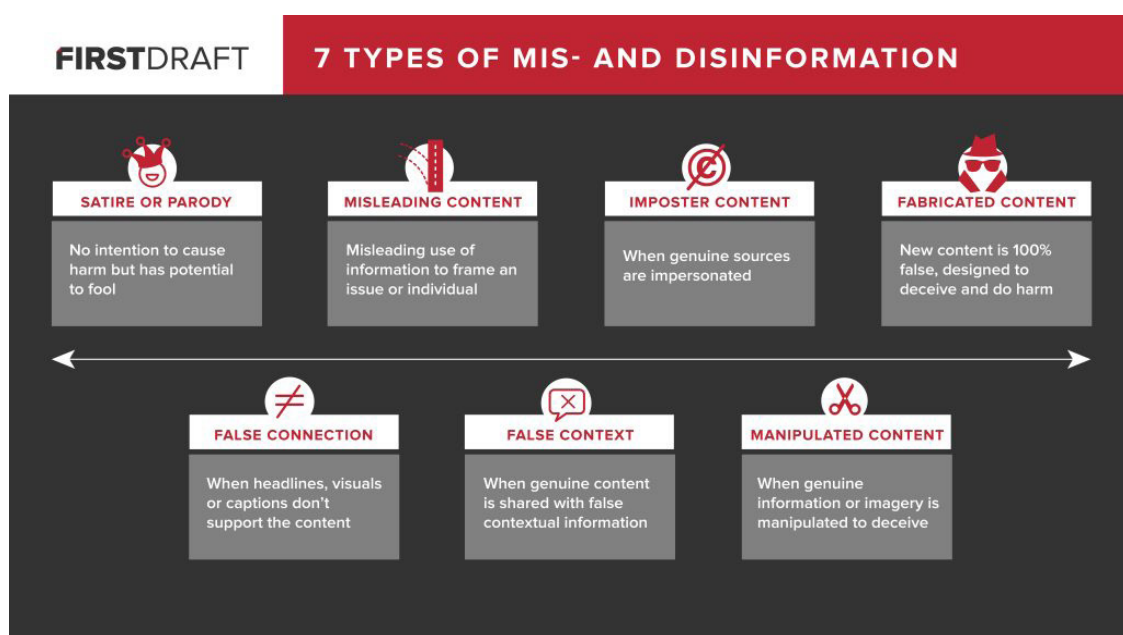 FIRSTDRAFT
7 TYPES OF MIS- AND DISINFORMATION
SATIRE OR PARODY
No intention to cause
harm but has potential
to fool
MISLEADING CONTENT
Misleading use of
information to frame an
issue or individual
IMPOSTER CONTENT
When genuine sources
are impersonated
FABRICATED CONTENT
New content is 100%
false, designed to
deceive and do harm
FALSE CONNECTION
When headlines, visuals
or captions don’t
support the content
FALSE CONTEXT
When genuine content
is shared with false
contextual information
MANIPULATED CONTENT
When genuine
information or imagery is
manipulated to deceive